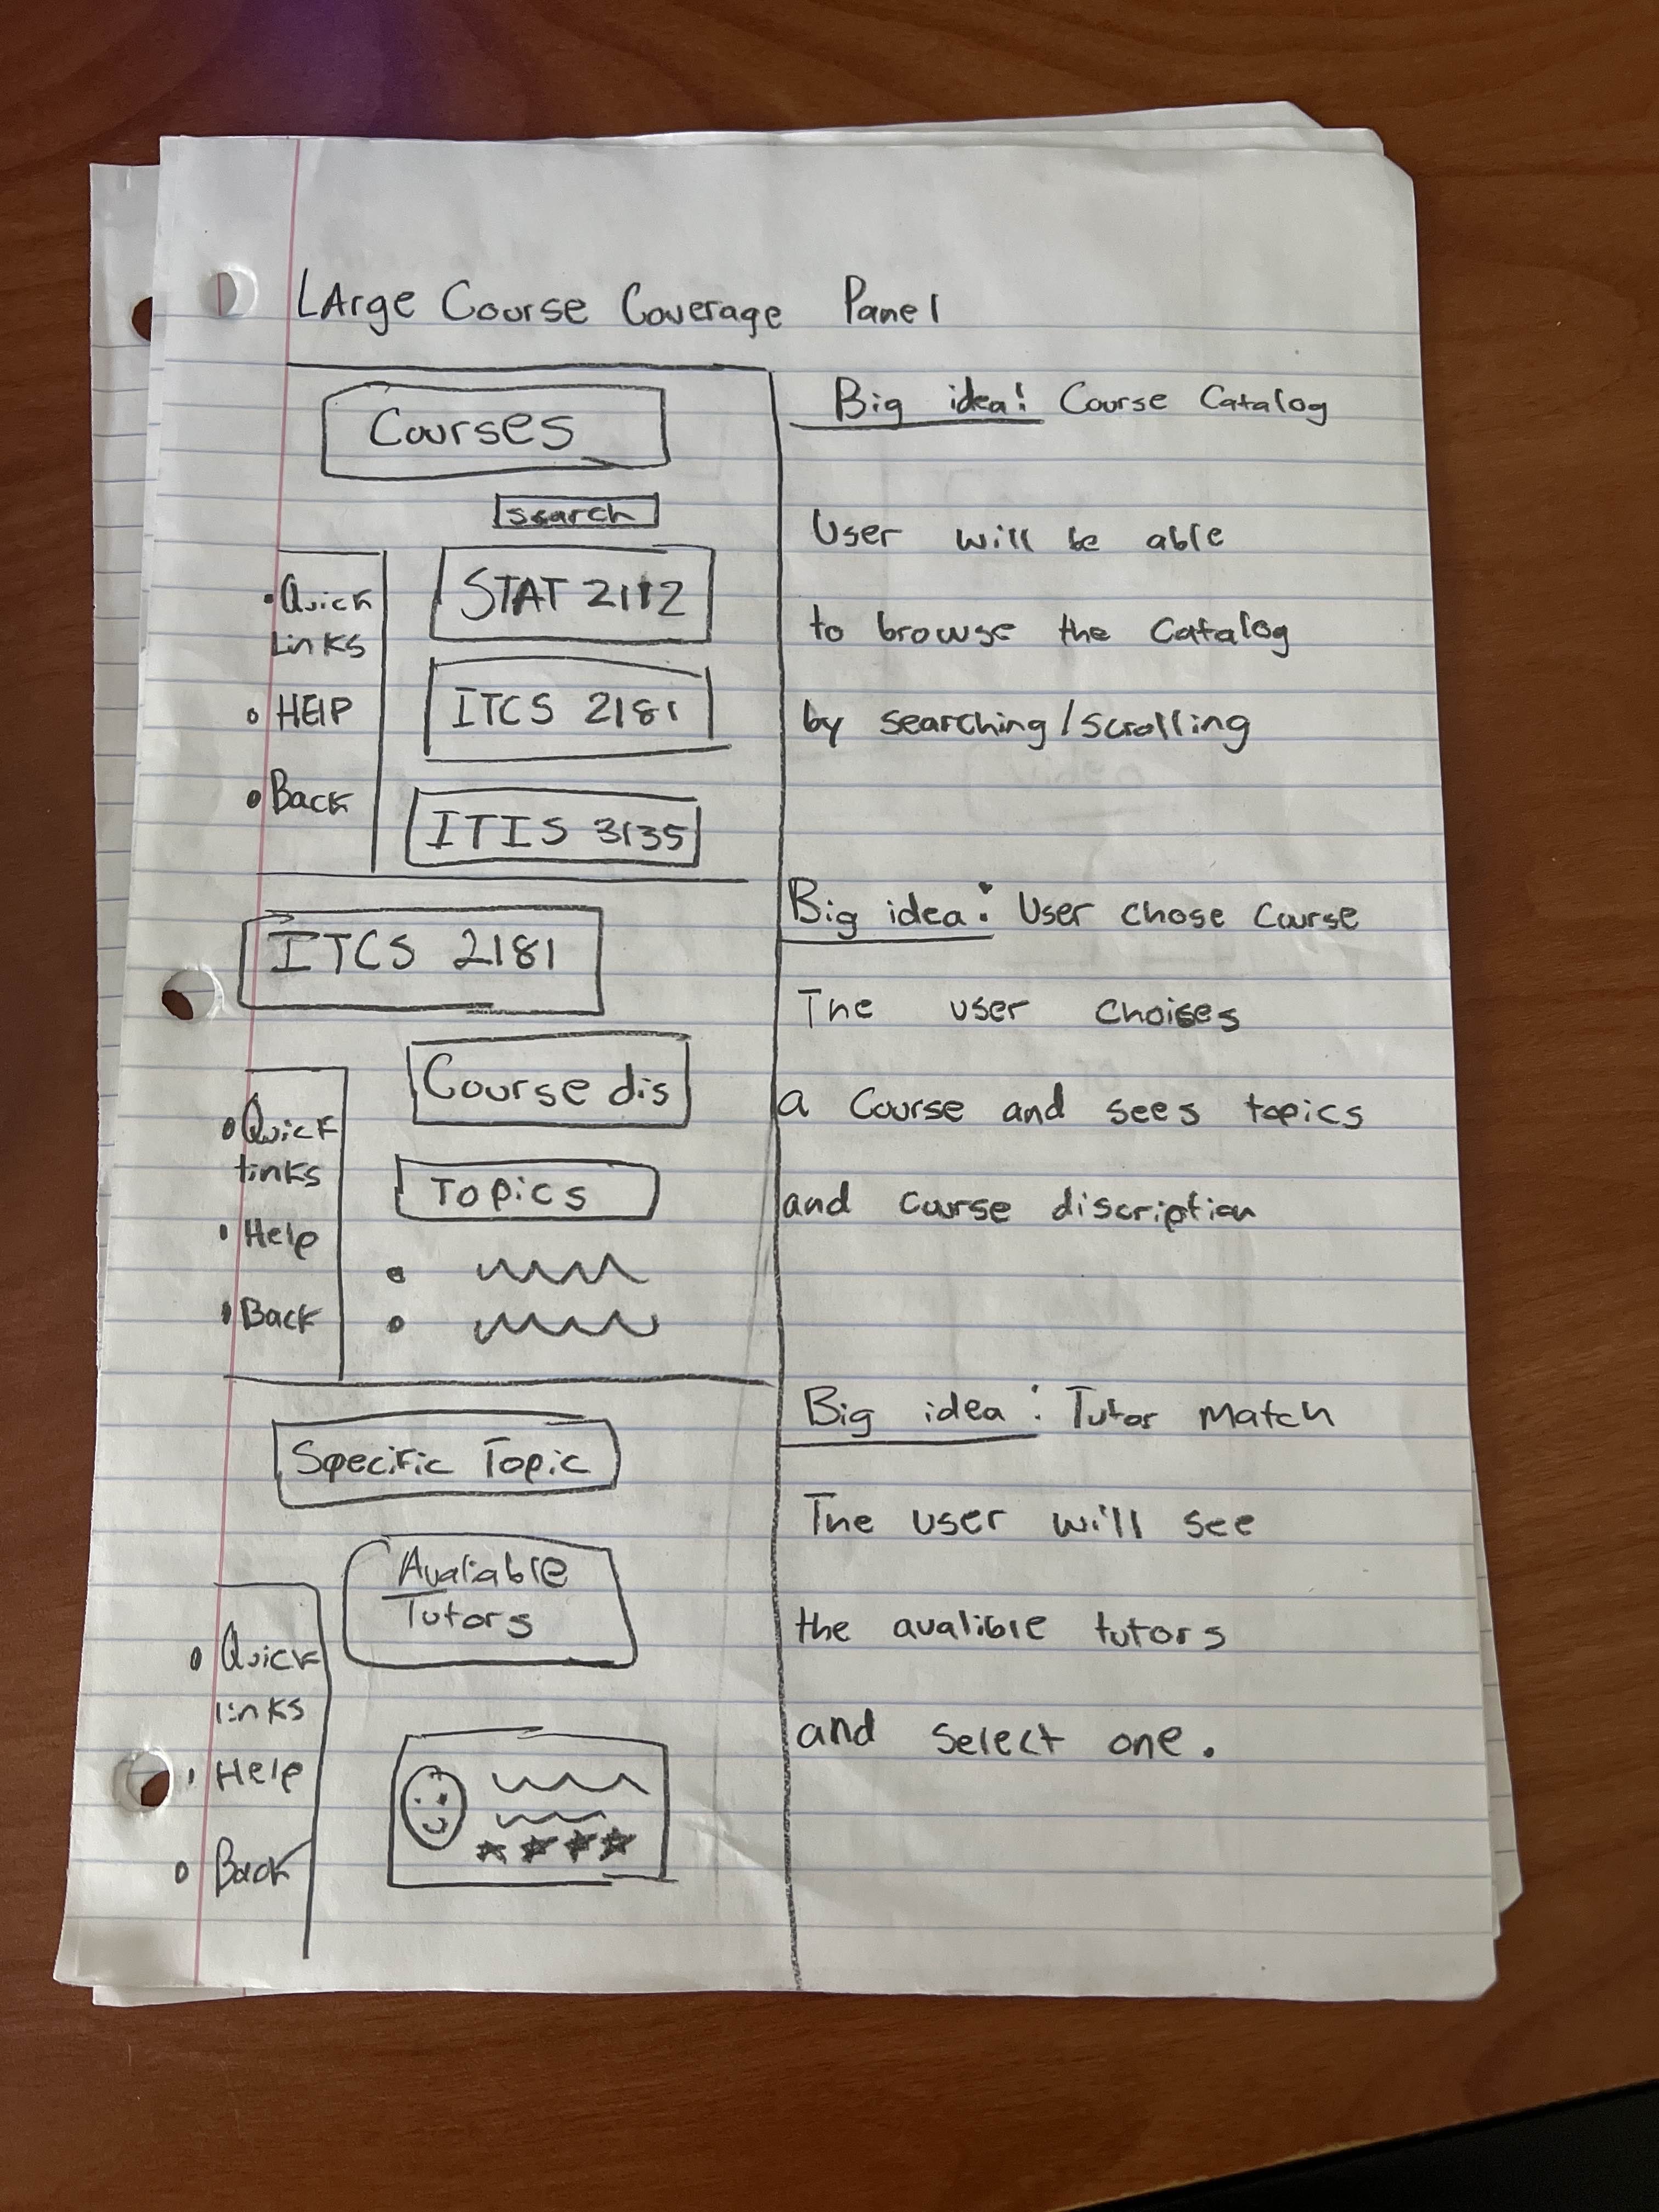 LArge Course Coverage Panel
Courses
search
• Quick
Links
• HElP
• Back
STAT 2112
ITCS 2181
ITIS 3135
Big idea! Course Catalog
User will be able
to browse the Catalog
by searching/scrolling
ITCS 2181
Course dis
Topics
• Quick
links
• Help
• Back
Big idea: User chose Course
The user choises
a Course and sees topics
and course discription
Specific Topic
Avaliable
Tutors
• Quick
links
• Help
• Back
Big idea: Tutor Match
The user will see
the avalible tutors
and select one.